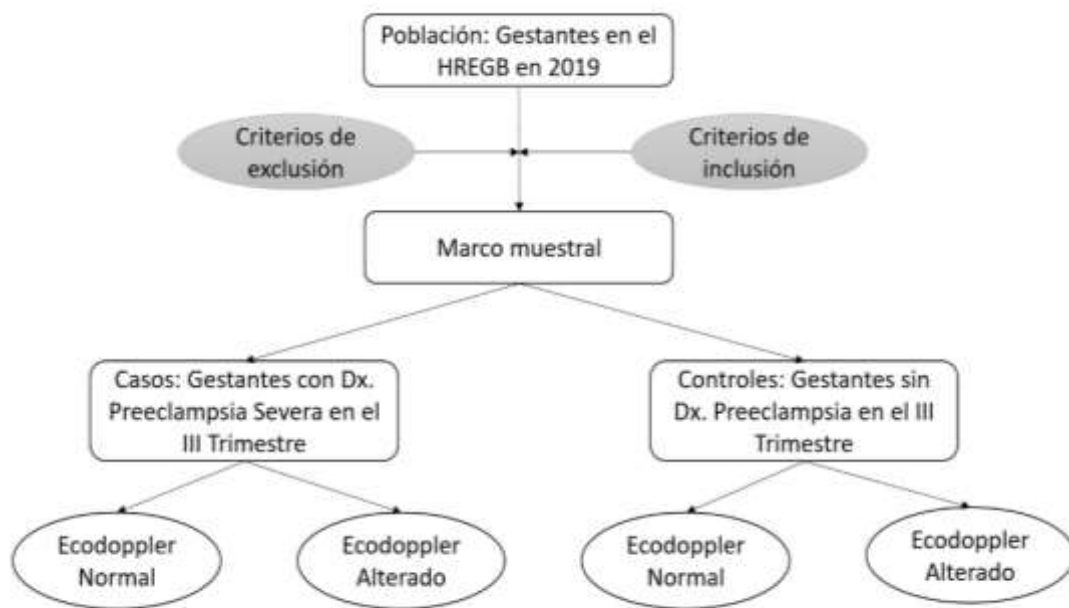 Población: Gestantes en el
HREGB en 2019
Criterios de
exclusión
Criterios de
inclusión
Marco muestral
Casos: Gestantes con Dx.
Preeclampsia Severa en el
III Trimestre
Controles: Gestantes sin
Dx. Preeclampsia en el III
Trimestre
Ecodoppler
Normal
Ecodoppler
Alterado
Ecodoppler
Normal
Ecodoppler
Alterado